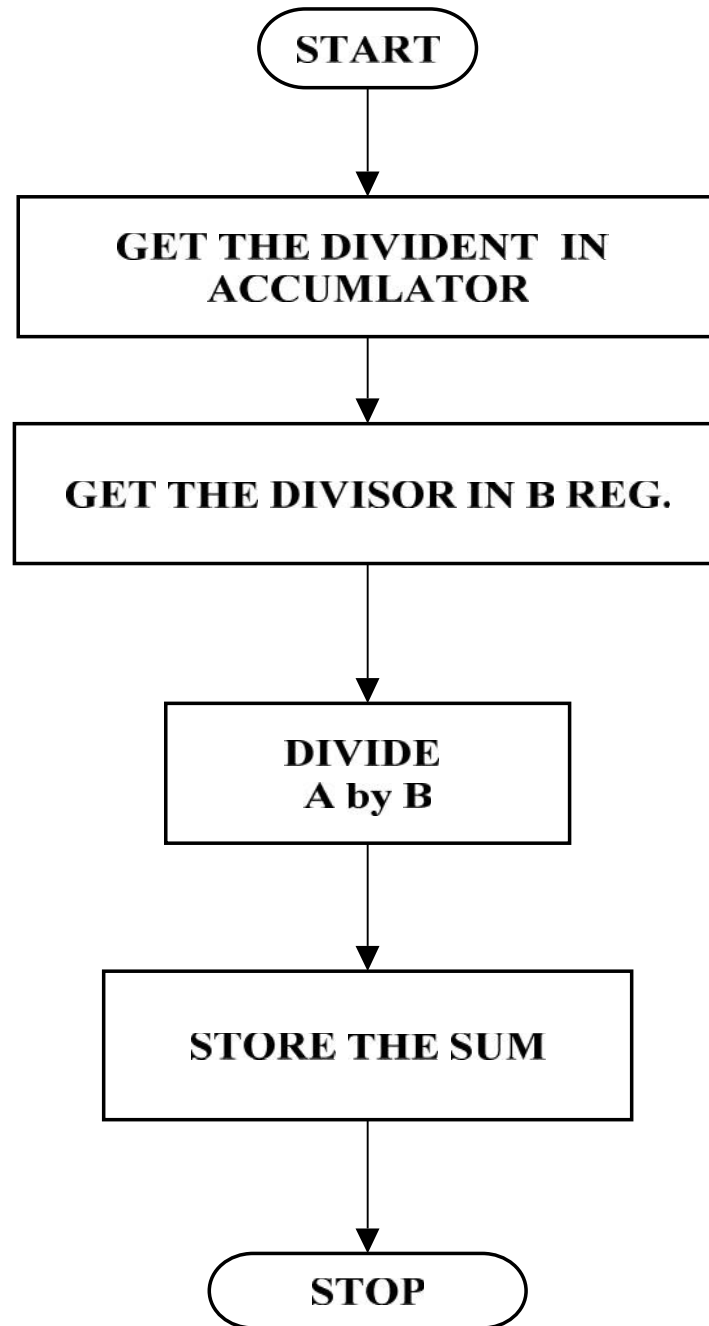 START
GET THE DIVIDENT IN
ACCUMLATOR
GET THE DIVISOR IN B REG.
DIVIDE
A by B
STORE THE SUM
STOP